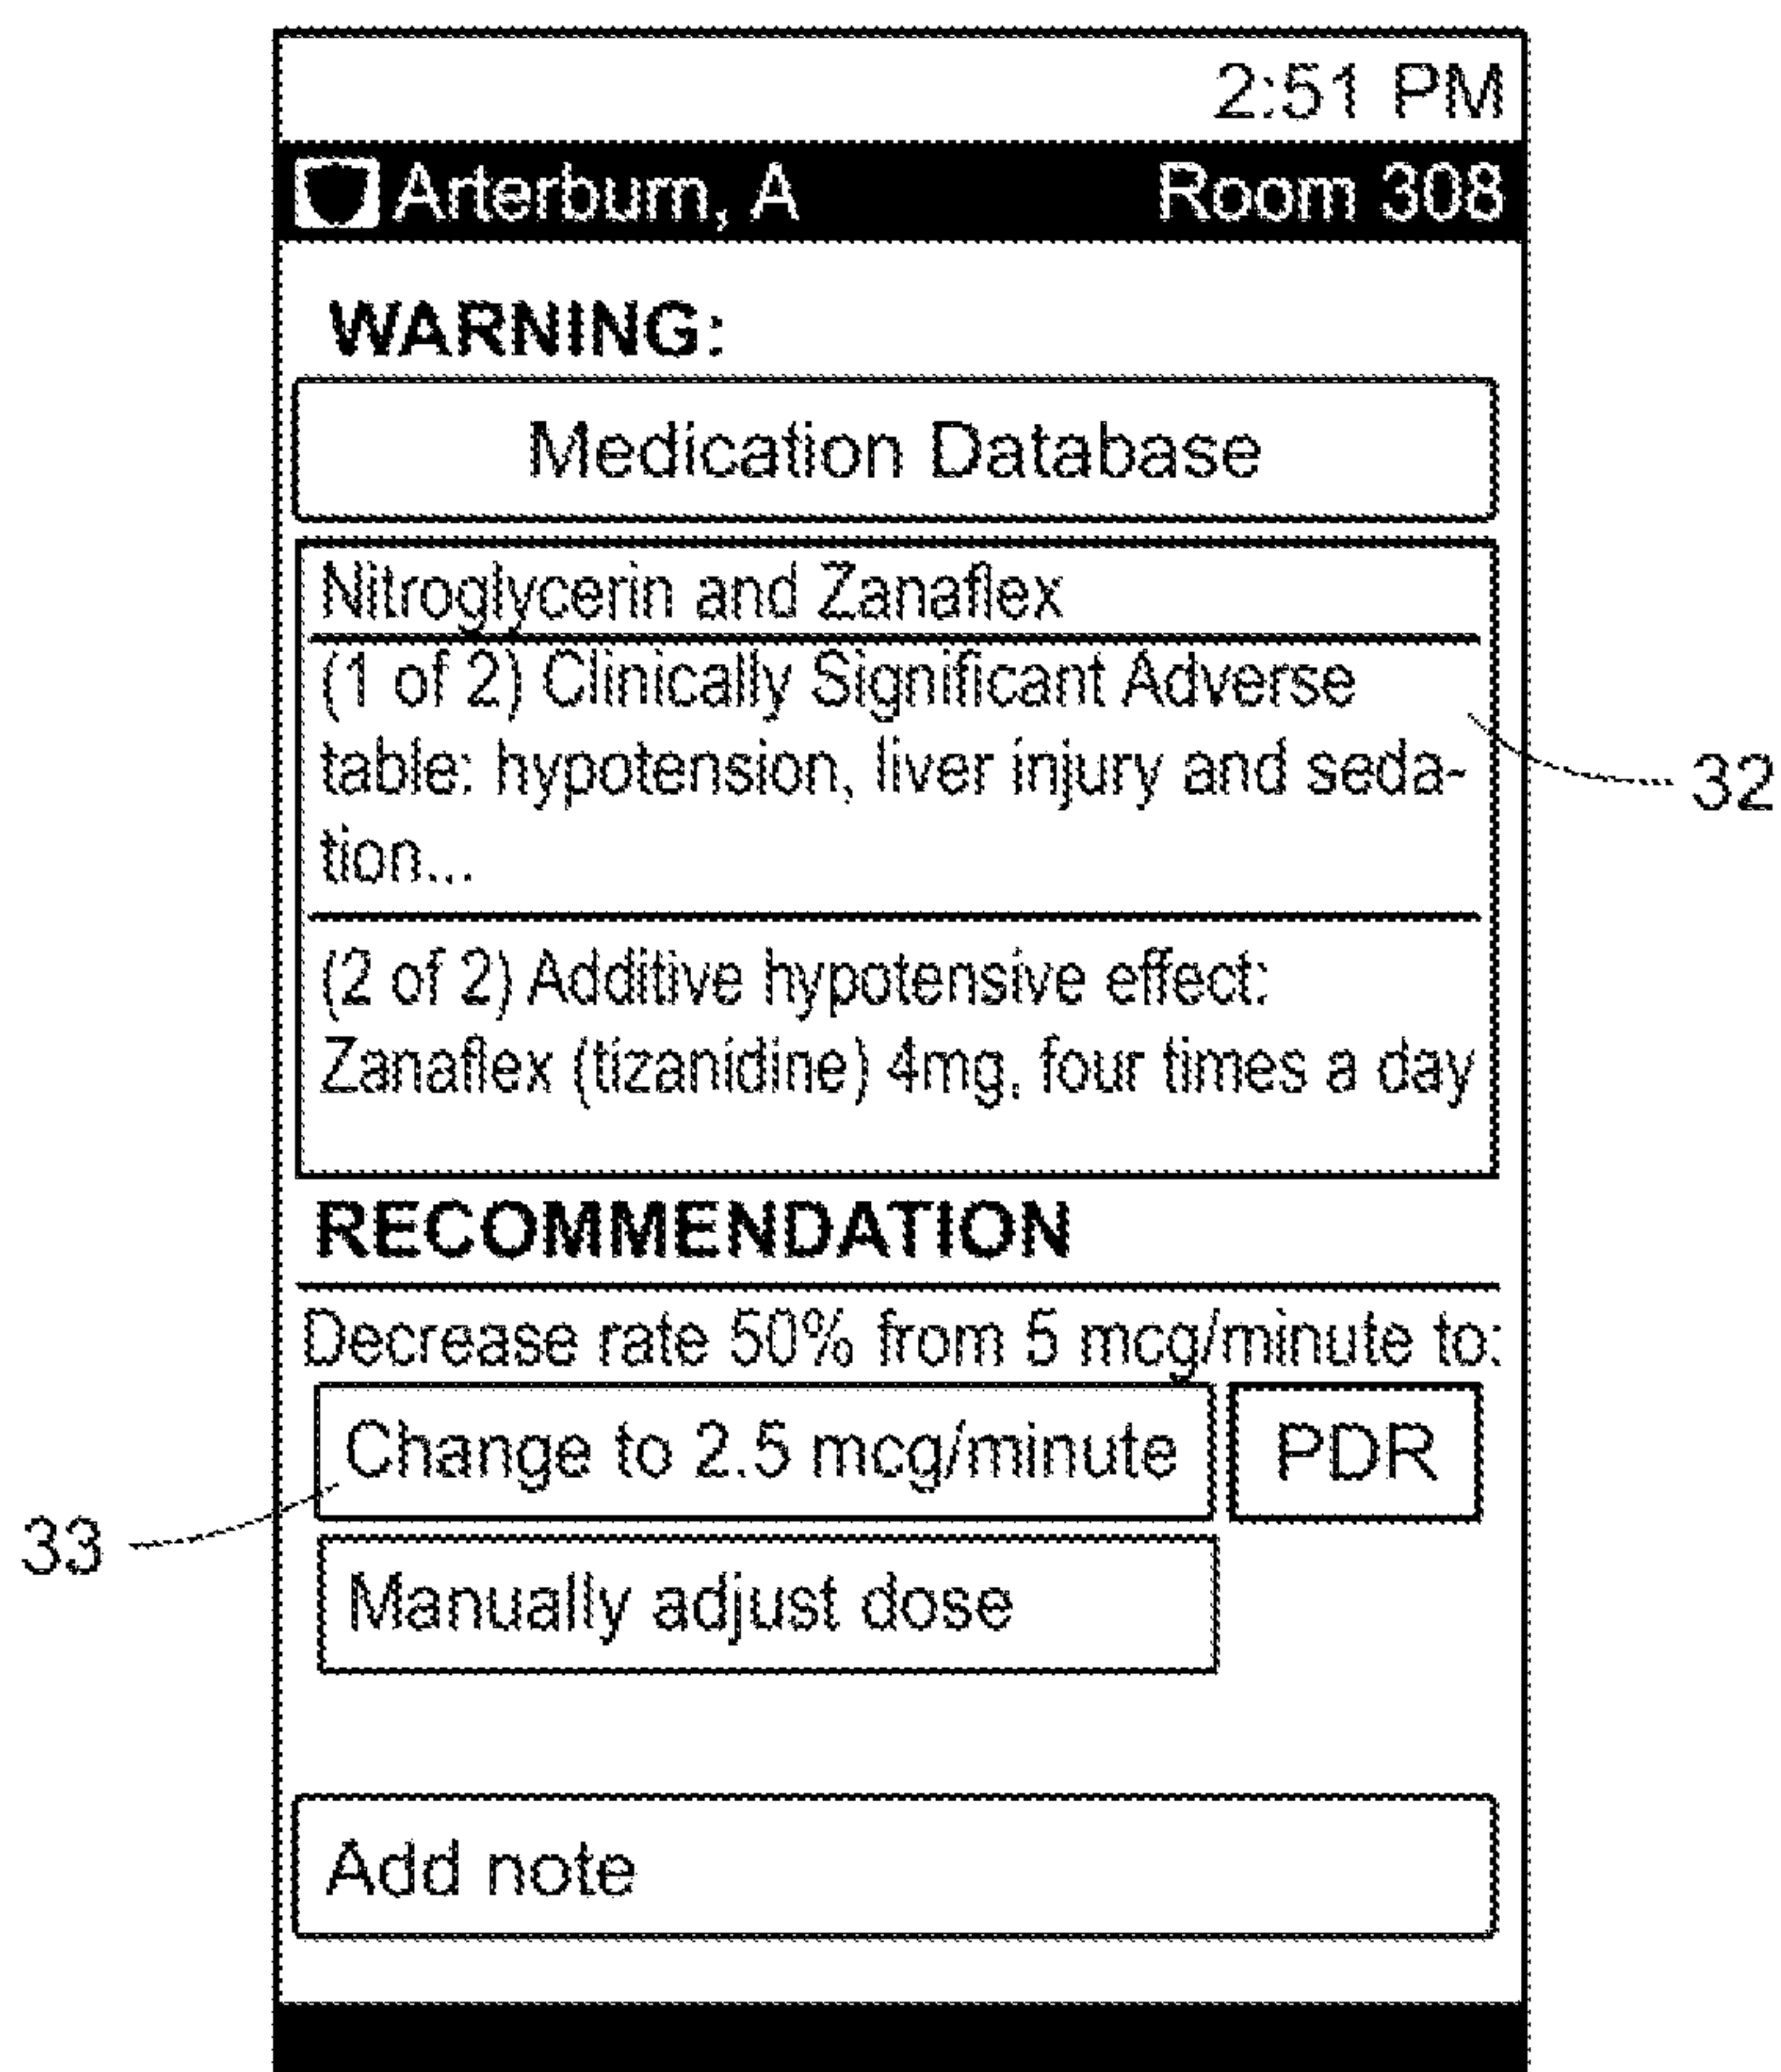 2:51 PM
Arterburn, A Room 308
WARNING:
Medication Database
Nitroglycerin and Zanaflex
(1 of 2) Clinically Significant Adverse
table: hypotension, liver injury and seda-
tion...
32
(2 of 2) Additive hypotensive effect:
Zanaflex (tizanidine) 4mg, four times a day
RECOMMENDATION
Decrease rate 50% from 5 mcg/minute to:
Change to 2.5 mcg/minute PDR
33
Manually adjust dose
Add note